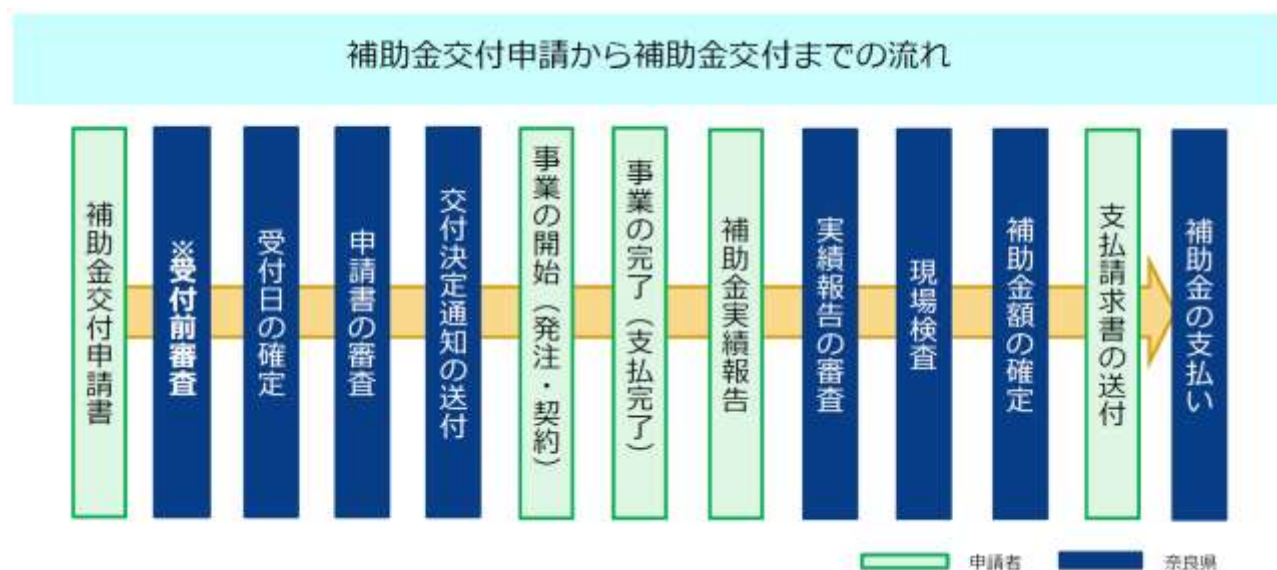 補助金交付申請から補助金交付までの流れ
補助金交付申請書
※受付前審査
受付日の確定
申請書の審査
交付決定通知の送付
事業の開始（発注・契約）
事業の完了（支払完了）
補助金実績報告
実績報告の審査
現場検査
補助金額の確定
支払請求書の送付
補助金の支払い
申請者
奈良県